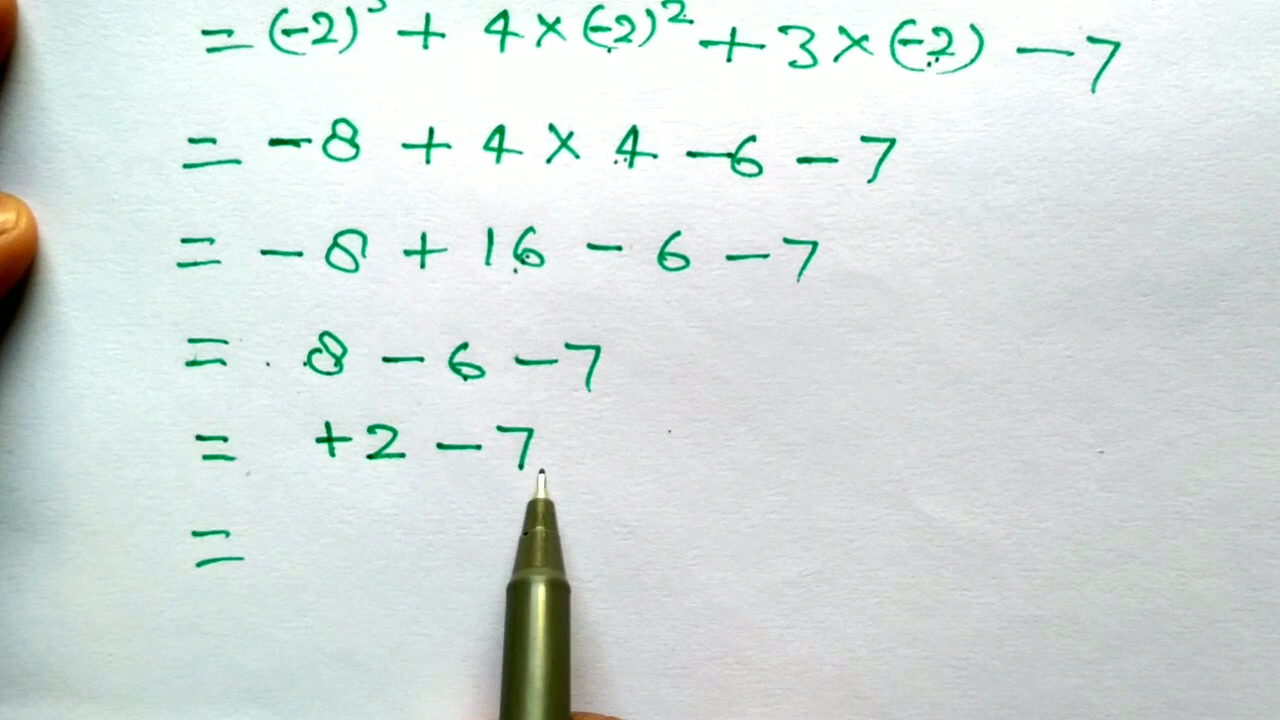 = (-2)³ + 4 × (-2)² + 3 × (-2) - 7
= -8 + 4 × 4 - 6 - 7
= -8 + 16 - 6 - 7
= 8 - 6 - 7
= +2 - 7
=